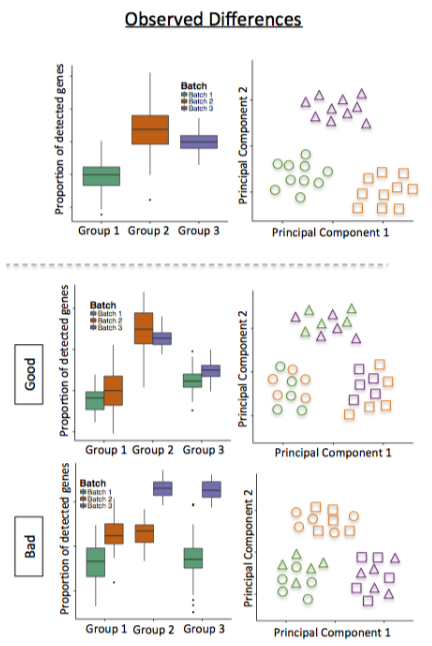 Observed Differences
Proportion of detected genes
Batch
Batch 1
Batch 2
Batch 3
Group 1 Group 2 Group 3
Principal Component 2
Principal Component 1
Good
Proportion of detected genes
Batch
Batch 1
Batch 2
Batch 3
Group 1 Group 2 Group 3
Principal Component 2
Principal Component 1
Bad
Proportion of detected genes
Batch
Batch 1
Batch 2
Batch 3
Group 1 Group 2 Group 3
Principal Component 2
Principal Component 1